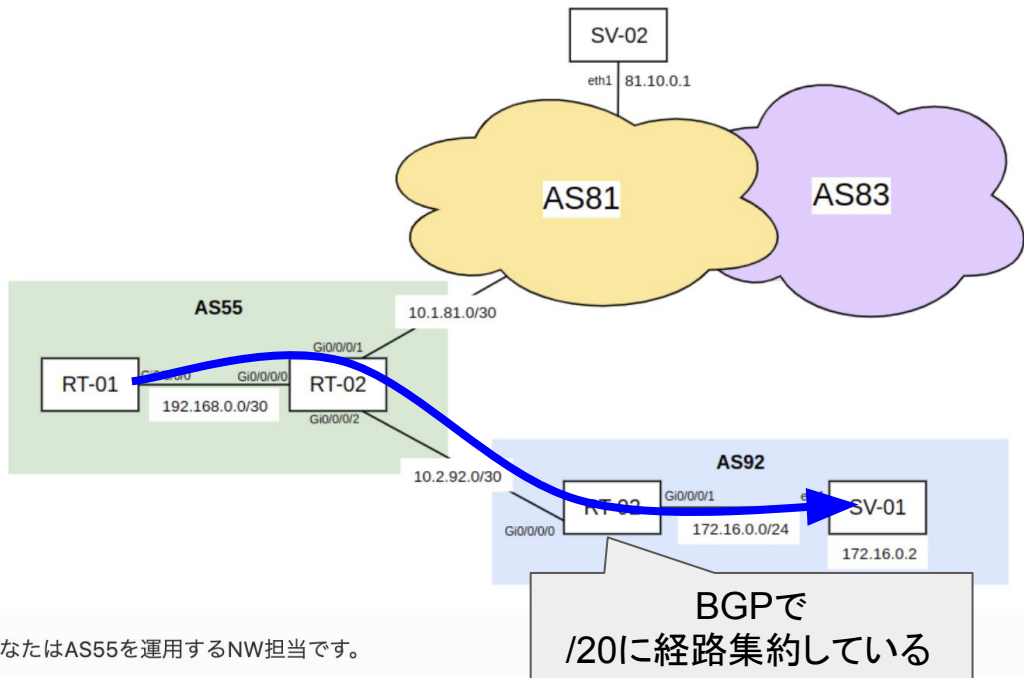 SV-02
eth1
81.10.0.1
AS81
AS83
AS55
10.1.81.0/30
Gi0/0/0/1
RT-01
Gi0/0/0/0
Gi0/0/0/0
RT-02
192.168.0.0/30
Gi0/0/0/2
AS92
10.2.92.0/30
Gi0/0/0/1
SV-01
Gi0/0/0/0
172.16.0.0/24
172.16.0.2
BGPで
/20に経路集約している
なたはAS55を運用するNW担当です。